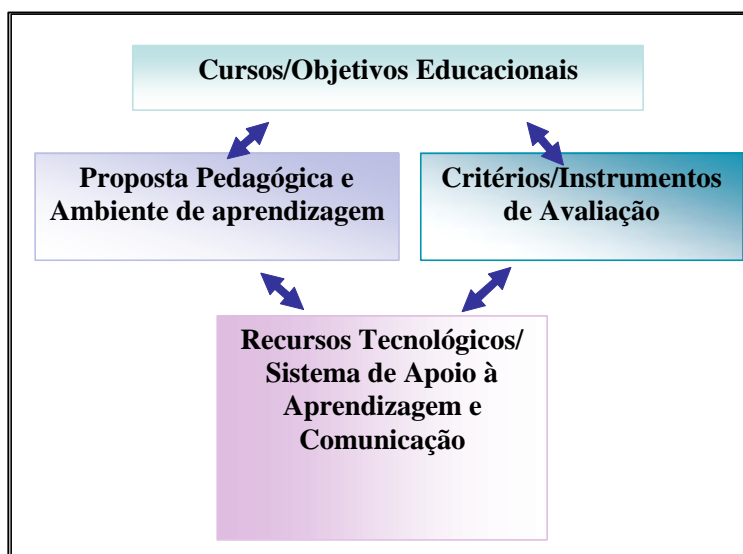 Cursos/Objetivos Educacionais
Proposta Pedagógica e
Ambiente de aprendizagem
Critérios/Instrumentos
de Avaliação
Recursos Tecnológicos/
Sistema de Apoio à
Aprendizagem e
Comunicação